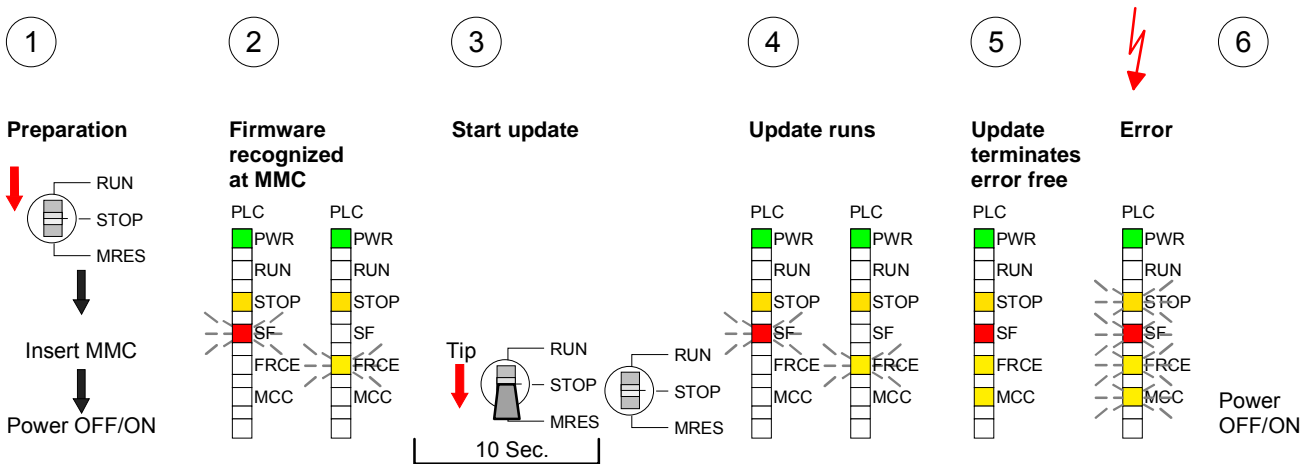 1
2
3
4
5
6
Preparation
Firmware
recognized
at MMC
Start update
Update runs
Update
terminates
error free
Error
RUN
STOP
MRES
Insert MMC
Power OFF/ON
PLC
PWR
RUN
STOP
SF
FRCE
MCC
PLC
PWR
RUN
STOP
SF
FRCE
MCC
Tip
RUN
STOP
MRES
10 Sec.
RUN
STOP
MRES
PLC
PWR
RUN
STOP
SF
FRCE
MCC
PLC
PWR
RUN
STOP
SF
FRCE
MCC
PLC
PWR
RUN
STOP
SF
FRCE
MCC
PLC
PWR
RUN
STOP
SF
FRCE
MCC
Power
OFF/ON